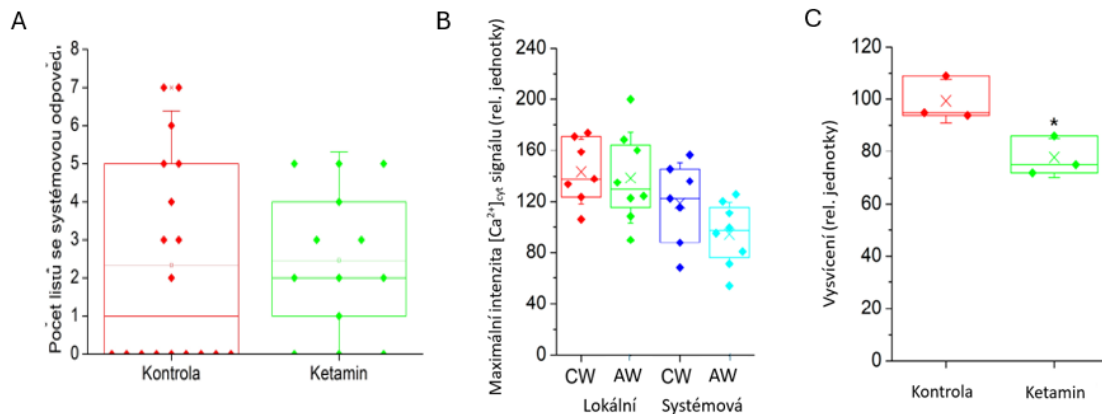 A
Počet listů se systémovou odpověd.
8
7
6
5
4
3
2
1
0
Kontrola Ketamin
B
Maximální intenzita [Ca²⁺]cyt signálu (rel. jednotky)
240
200
160
120
80
40
0
CW AW CW AW
Lokální Systémová
C
Vysvícení (rel. jednotky)
120
100
80
60
40
20
0
*
Kontrola Ketamin